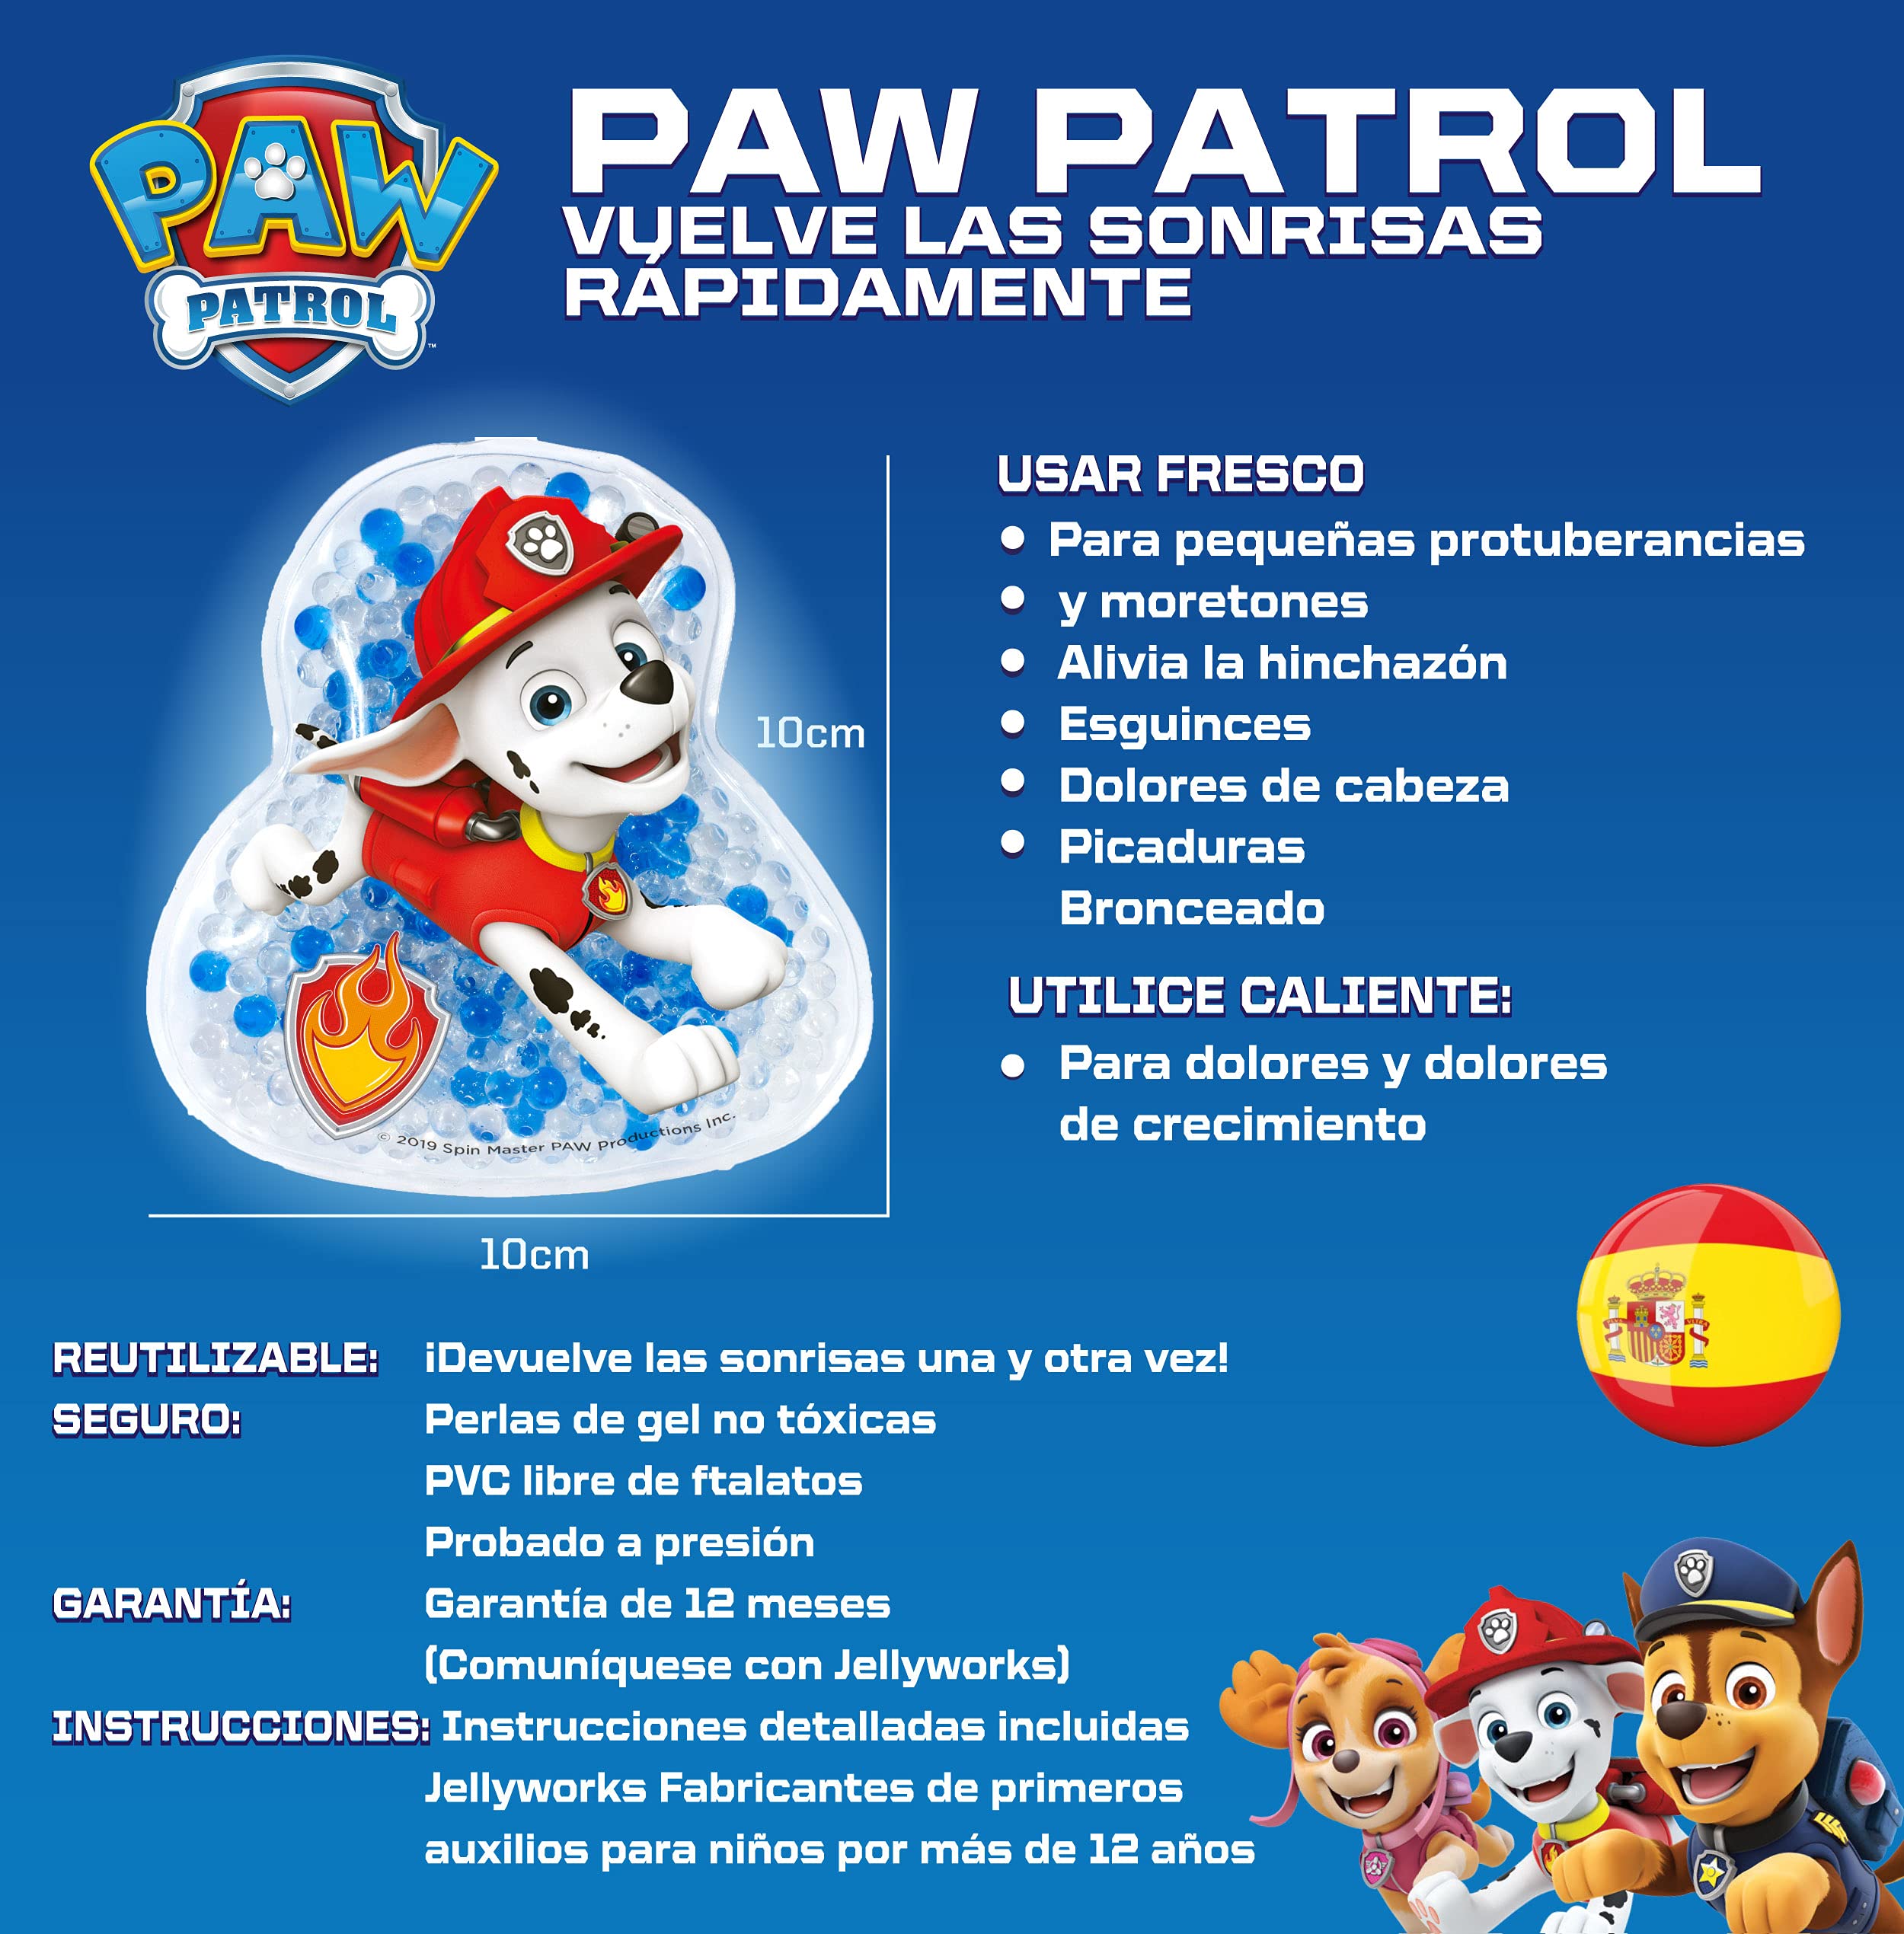 PAW
PATROL
™
PAW PATROL
VUELVE LAS SONRISAS
RÁPIDAMENTE
USAR FRESCO
• Para pequeñas protuberancias
• y moretones
• Alivia la hinchazón
• Esguinces
• Dolores de cabeza
• Picaduras
Bronceado
UTILICE CALIENTE:
• Para dolores y dolores
de crecimiento
10cm
© 2019 Spin Master PAW Productions Inc.
10cm
REUTILIZABLE: ¡Devuelve las sonrisas una y otra vez!
SEGURO: Perlas de gel no tóxicas
PVC libre de ftalatos
Probado a presión
GARANTÍA: Garantía de 12 meses
(Comuníquese con Jellyworks)
INSTRUCCIONES: Instrucciones detalladas incluidas
Jellyworks Fabricantes de primeros
auxilios para niños por más de 12 años